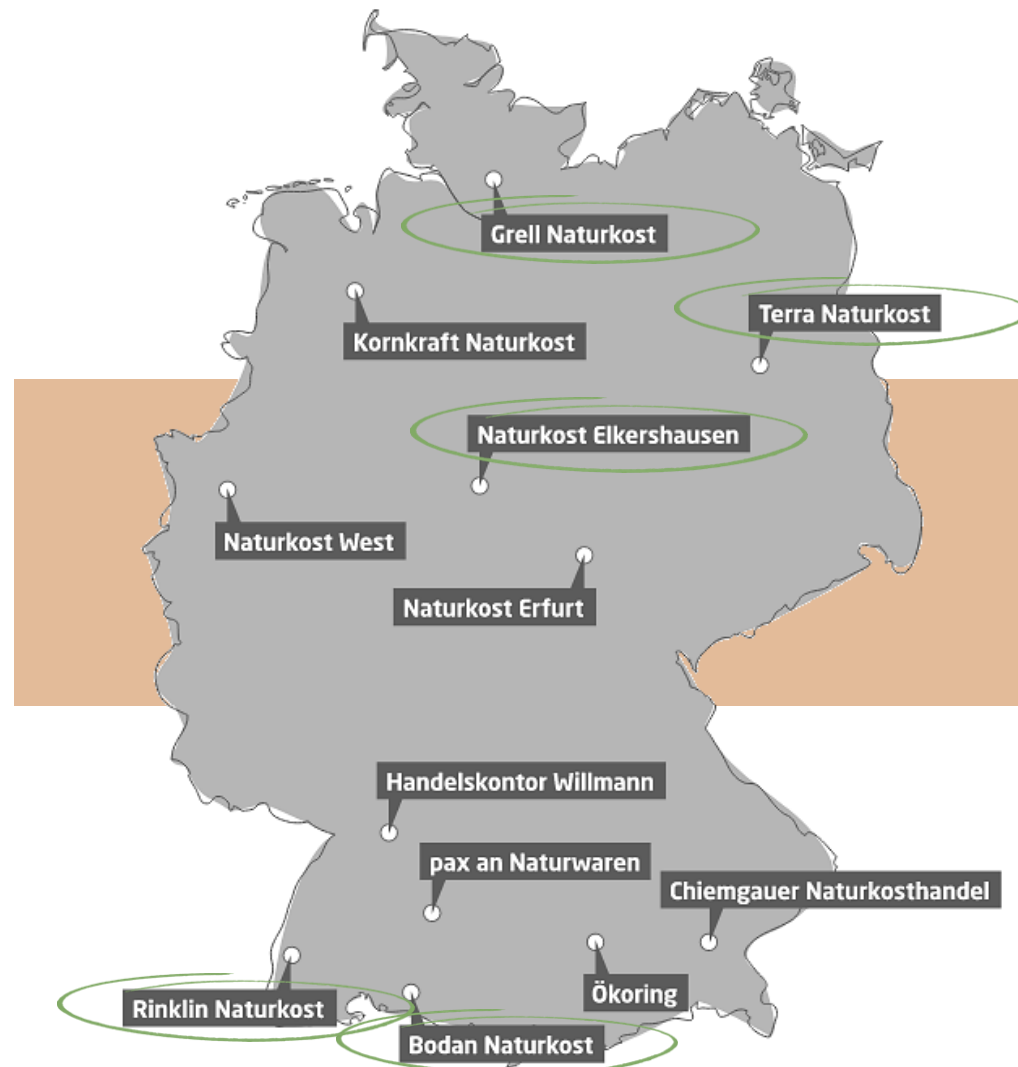 Grell Naturkost
Terra Naturkost
Kornkraft Naturkost
Naturkost Elkershausen
Naturkost West
Naturkost Erfurt
Handelskontor Willmann
pax an Naturwaren
Chiemgauer Naturkosthandel
Ökoring
Rinklin Naturkost
Bodan Naturkost